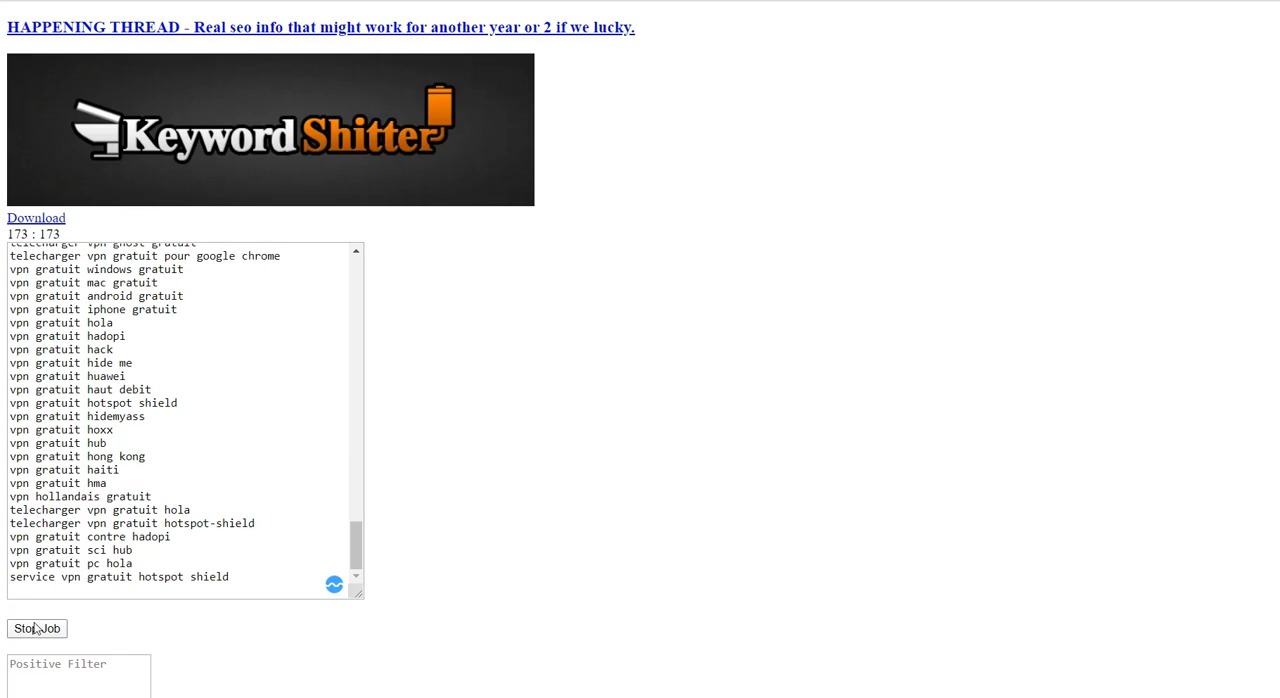 HAPPENING THREAD - Real seo info that might work for another year or 2 if we lucky.
Keyword Shitter
Download
173 : 173
telecharger vpn ghost gratuit
telecharger vpn gratuit pour google chrome
vpn gratuit windows gratuit
vpn gratuit mac gratuit
vpn gratuit android gratuit
vpn gratuit iphone gratuit
vpn gratuit hola
vpn gratuit hadopi
vpn gratuit hack
vpn gratuit hide me
vpn gratuit huawei
vpn gratuit haut debit
vpn gratuit hotspot shield
vpn gratuit hidemyass
vpn gratuit hoxx
vpn gratuit hub
vpn gratuit hong kong
vpn gratuit haiti
vpn gratuit hma
vpn hollandais gratuit
telecharger vpn gratuit hola
telecharger vpn gratuit hotspot-shield
vpn gratuit contre hadopi
vpn gratuit sci hub
vpn gratuit pc hola
service vpn gratuit hotspot shield
Stop Job
Positive Filter